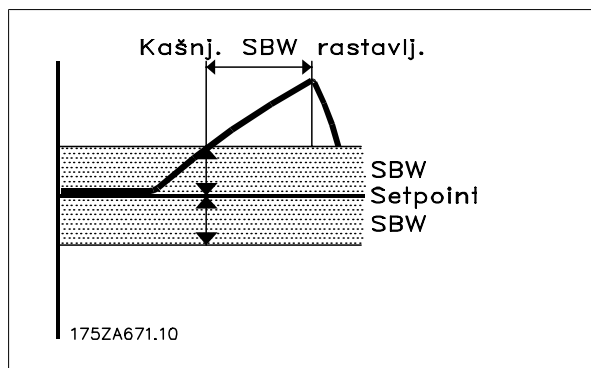 Kašnj. SBW rastavlj.
SBW
Setpoint
SBW
175ZA671.10